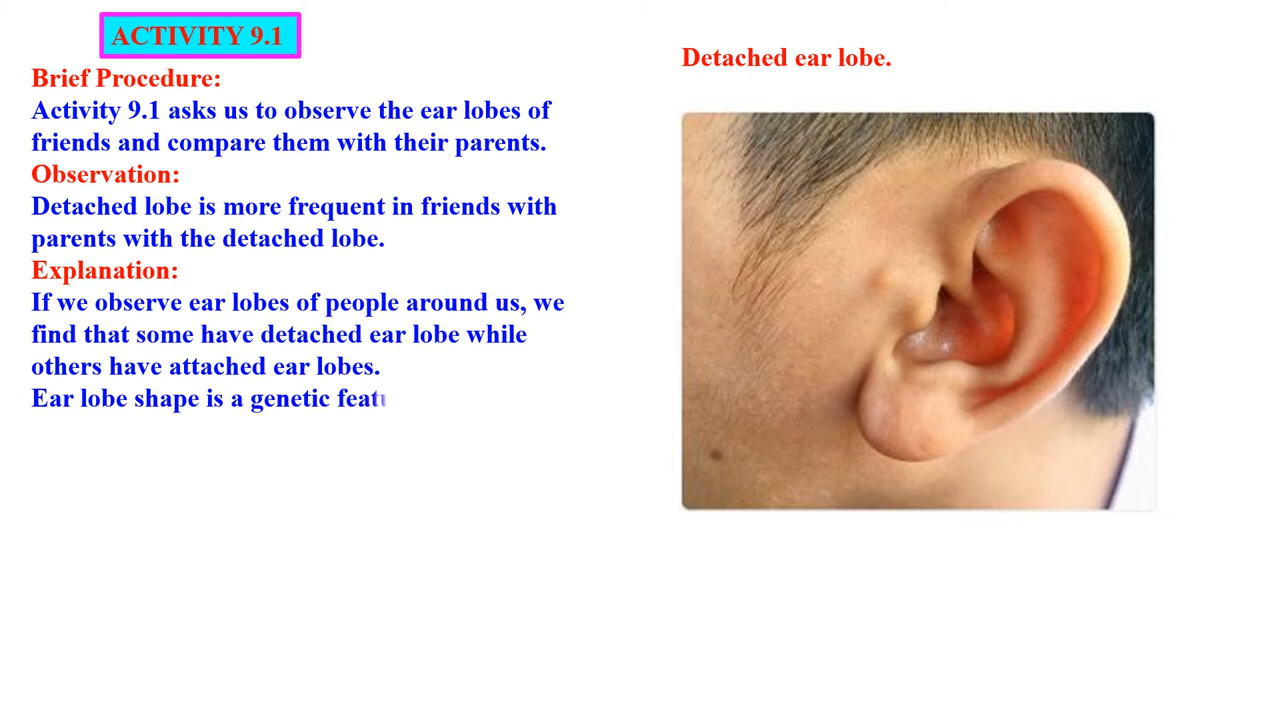 ACTIVITY 9.1
Brief Procedure:
Activity 9.1 asks us to observe the ear lobes of
friends and compare them with their parents.
Observation:
Detached lobe is more frequent in friends with
parents with the detached lobe.
Explanation:
If we observe ear lobes of people around us, we
find that some have detached ear lobe while
others have attached ear lobes.
Ear lobe shape is a genetic featu
Detached ear lobe.